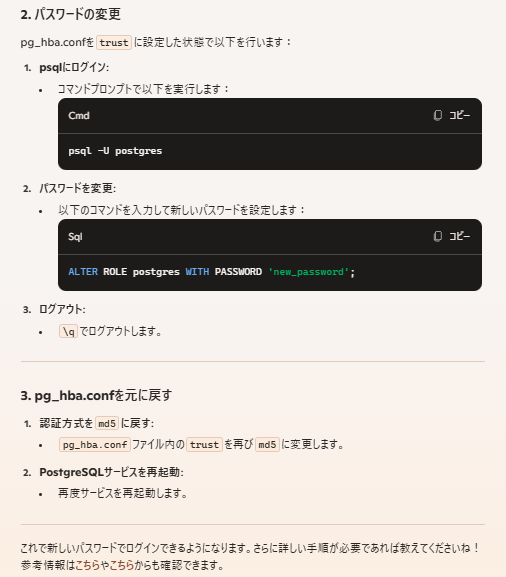 2. パスワードの変更
pg_hba.confを trust に設定した状態で以下を行います：
1. psqlにログイン:
• コマンドプロンプトで以下を実行します：
Cmd コピー
psql -U postgres
2. パスワードを変更:
• 以下のコマンドを入力して新しいパスワードを設定します：
Sql コピー
ALTER ROLE postgres WITH PASSWORD 'new_password';
3. ログアウト:
• \q でログアウトします。
3. pg_hba.confを元に戻す
1. 認証方式を md5 に戻す:
• pg_hba.conf ファイル内の trust を再び md5 に変更します。
2. PostgreSQLサービスを再起動:
• 再度サービスを再起動します。
これで新しいパスワードでログインできるようになります。さらに詳しい手順が必要であれば教えてくださいね！
参考情報はこちらやこちらからも確認できます。